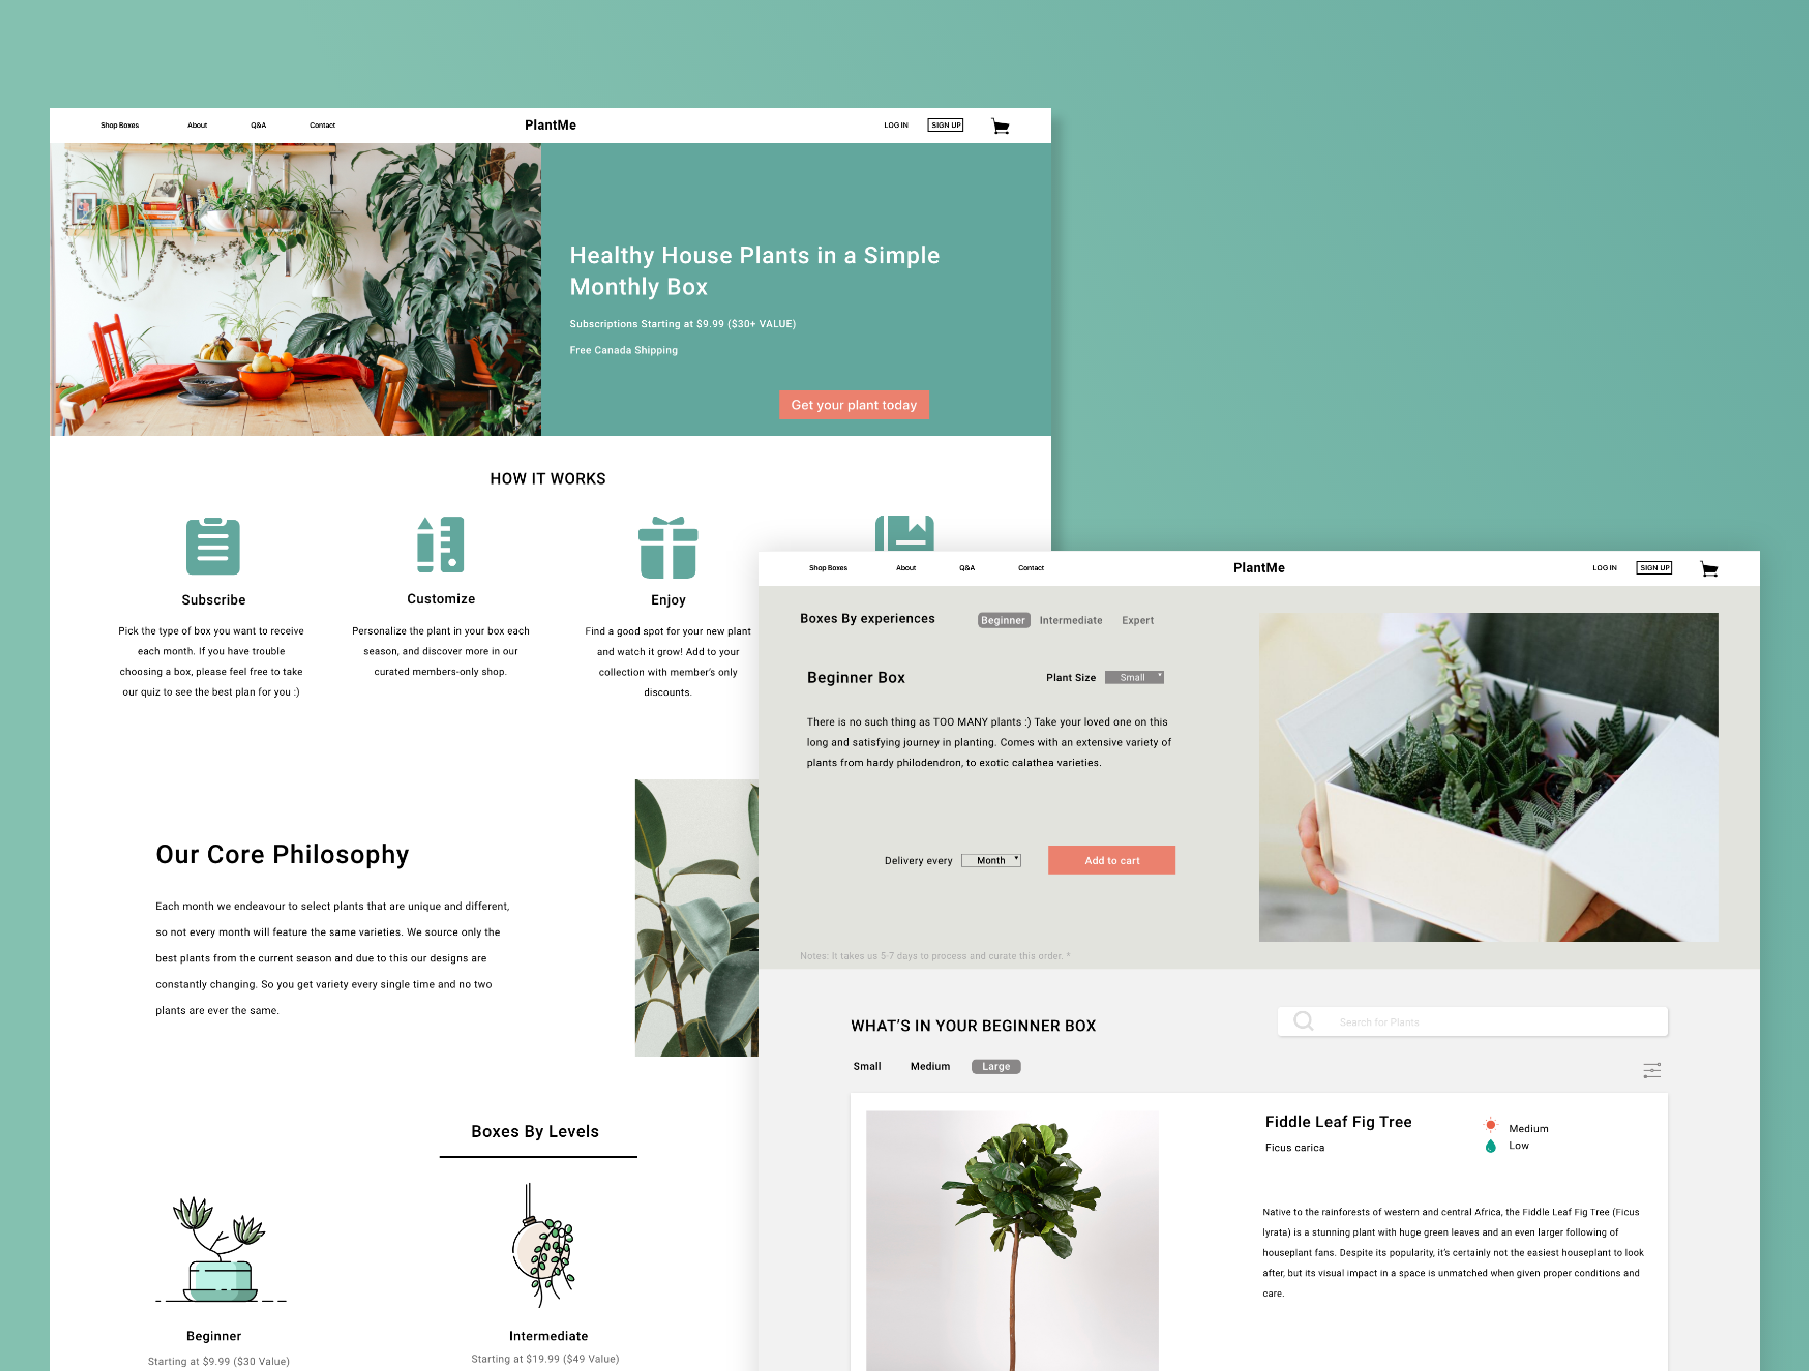 Shop Boxes
About
Q&A
Contact
PlantMe
LOG IN
SIGN UP
Healthy House Plants in a Simple
Monthly Box
Subscriptions Starting at $9.99 ($30+ VALUE)
Free Canada Shipping
Get your plant today
HOW IT WORKS
Subscribe
Pick the type of box you want to receive
each month. If you have trouble
choosing a box, please feel free to take
our quiz to see the best plan for you :)
Customize
Personalize the plant in your box each
season, and discover more in our
curated members-only shop.
Enjoy
Find a good spot for your new plant
and watch it grow! Add to your
collection with member's only
discounts.
Our Core Philosophy
Each month we endeavour to select plants that are unique and different,
so not every month will feature the same varieties. We source only the
best plants from the current season and due to this our designs are
constantly changing. So you get variety every single time and no two
plants are ever the same.
Boxes By Levels
Beginner
Starting at $9.99 ($30 Value)
Intermediate
Starting at $19.99 ($49 Value)
Shop Boxes
About
Q&A
Contact
PlantMe
LOG IN
SIGN UP
Boxes By experiences
Beginner
Intermediate
Expert
Beginner Box
Plant Size
Small
There is no such thing as TOO MANY plants :) Take your loved one on this
long and satisfying journey in planting. Comes with an extensive variety of
plants from hardy philodendron, to exotic calathea varieties.
Delivery every
Month
Add to cart
Notes: It takes us 5-7 days to process and curate this order. *
WHAT'S IN YOUR BEGINNER BOX
Search for Plants
Small
Medium
Large
Fiddle Leaf Fig Tree
Ficus carica
Medium
Low
Native to the rainforests of western and central Africa, the Fiddle Leaf Fig Tree (Ficus
lyrata) is a stunning plant with huge green leaves and an even larger following of
houseplant fans. Despite its popularity, it's certainly not the easiest houseplant to look
after, but its visual impact in a space is unmatched when given proper conditions and
care.